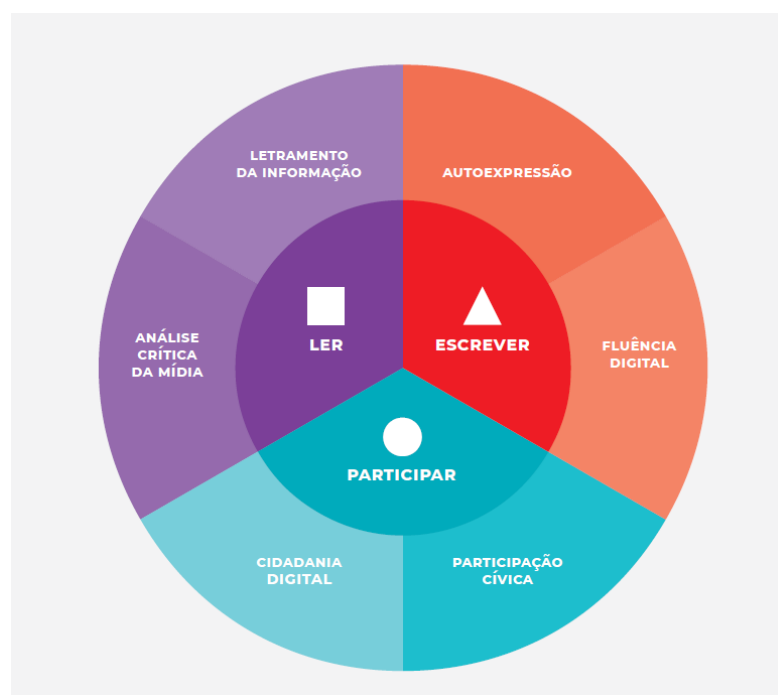 LETRAMENTO
DA INFORMAÇÃO
AUTOEXPRESSÃO
ANÁLISE
CRÍTICA
DA MÍDIA
LER
ESCREVER
FLUÊNCIA
DIGITAL
PARTICIPAR
CIDADANIA
DIGITAL
PARTICIPAÇÃO
CÍVICA